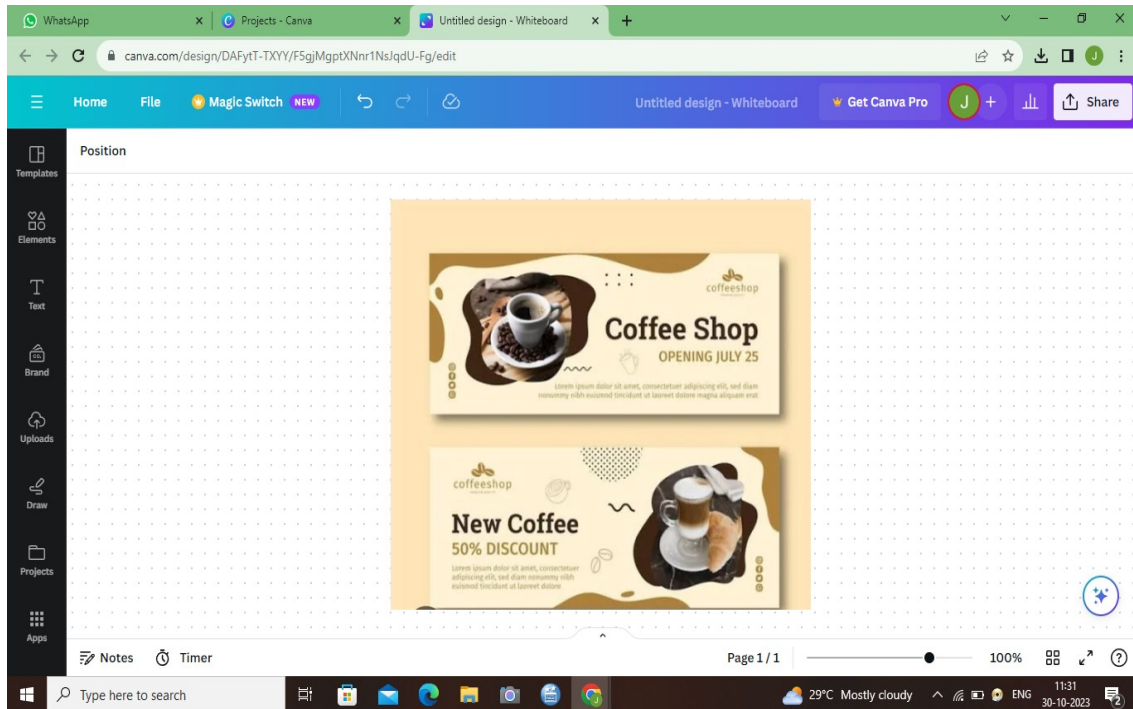 WhatsApp
Projects - Canva
Untitled design - Whiteboard
canva.com/design/DAFytT-TXYY/F5gjMgptXNnr1NsJqdU-Fg/edit
J
Home
File
Magic Switch
NEW
Untitled design - Whiteboard
Get Canva Pro
J
Share
Templates
Elements
Text
Brand
Uploads
Draw
Projects
Apps
Position
coffeeshop
Coffee Shop
OPENING JULY 25
Lorem ipsum dolor sit amet, consectetuer adipiscing elit, sed diam
nonummy nibh euismod tincidunt ut laoreet dolore magna aliquam erat
coffeeshop
New Coffee
50% DISCOUNT
Lorem ipsum dolor sit amet, consectetuer
adipiscing elit, sed diam nonummy nibh
euismod tincidunt ut laoreet dolore
Notes
Timer
Page 1 / 1
100%
Type here to search
29°C Mostly cloudy
ENG
11:31
30-10-2023
2